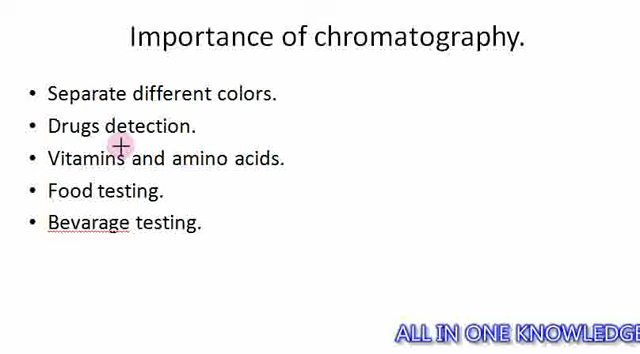 Importance of chromatography.
• Separate different colors.
• Drugs detection.
• Vitamins and amino acids.
• Food testing.
• Bevarage testing.
ALL IN ONE KNOWLEDGE